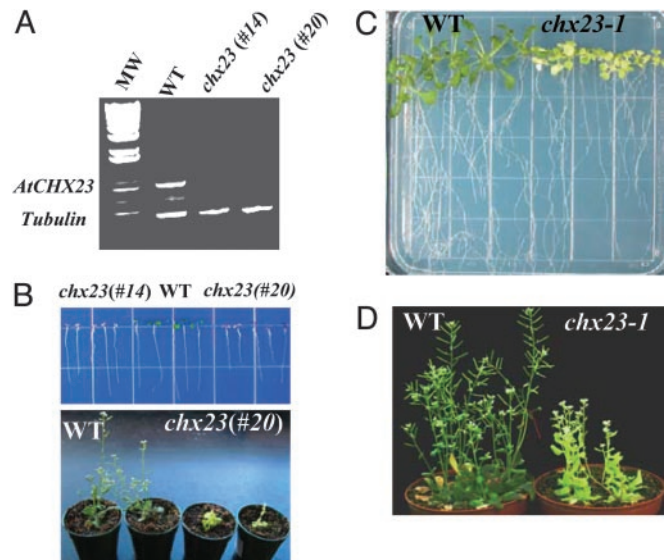 A
MW
WT
chx23 (#14)
chx23 (#20)
AtCHX23
Tubulin
B
chx23(#14) WT chx23(#20)
WT chx23(#20)
C
WT chx23-1
D
WT chx23-1